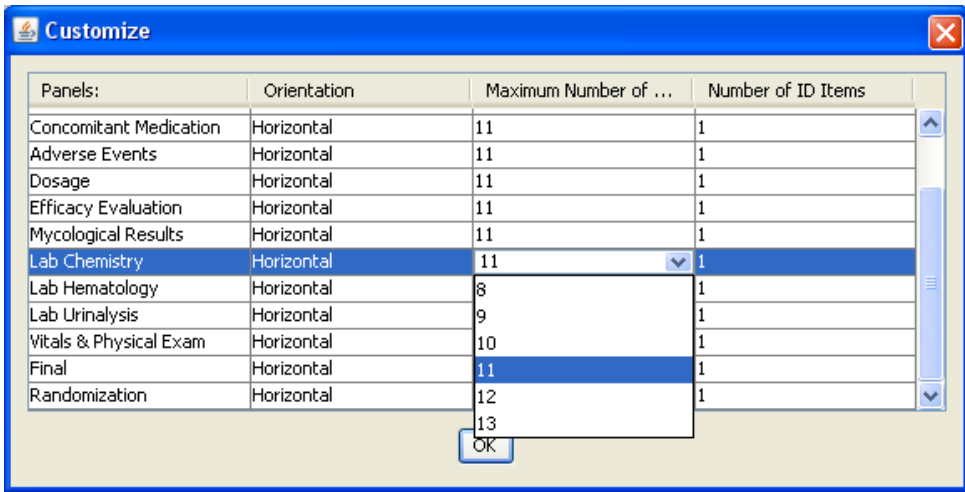 Customize
Panels: Orientation Maximum Number of ... Number of ID Items
Concomitant Medication Horizontal 11 1
Adverse Events Horizontal 11 1
Dosage Horizontal 11 1
Efficacy Evaluation Horizontal 11 1
Mycological Results Horizontal 11 1
Lab Chemistry Horizontal 11 1
Lab Hematology Horizontal 8 1
Lab Urinalysis Horizontal 9 1
Vitals & Physical Exam Horizontal 10 1
Final Horizontal 11 1
Randomization Horizontal 12 1
13
OK